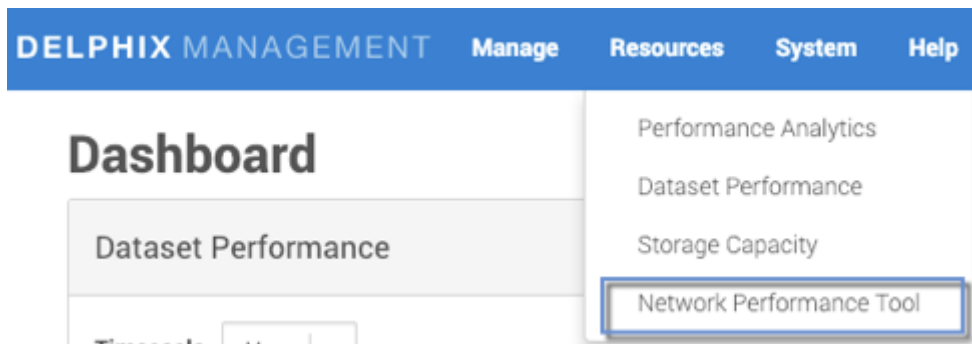 DELPHIX MANAGEMENT Manage Resources System Help
Dashboard
Dataset Performance
Performance Analytics
Dataset Performance
Storage Capacity
Network Performance Tool